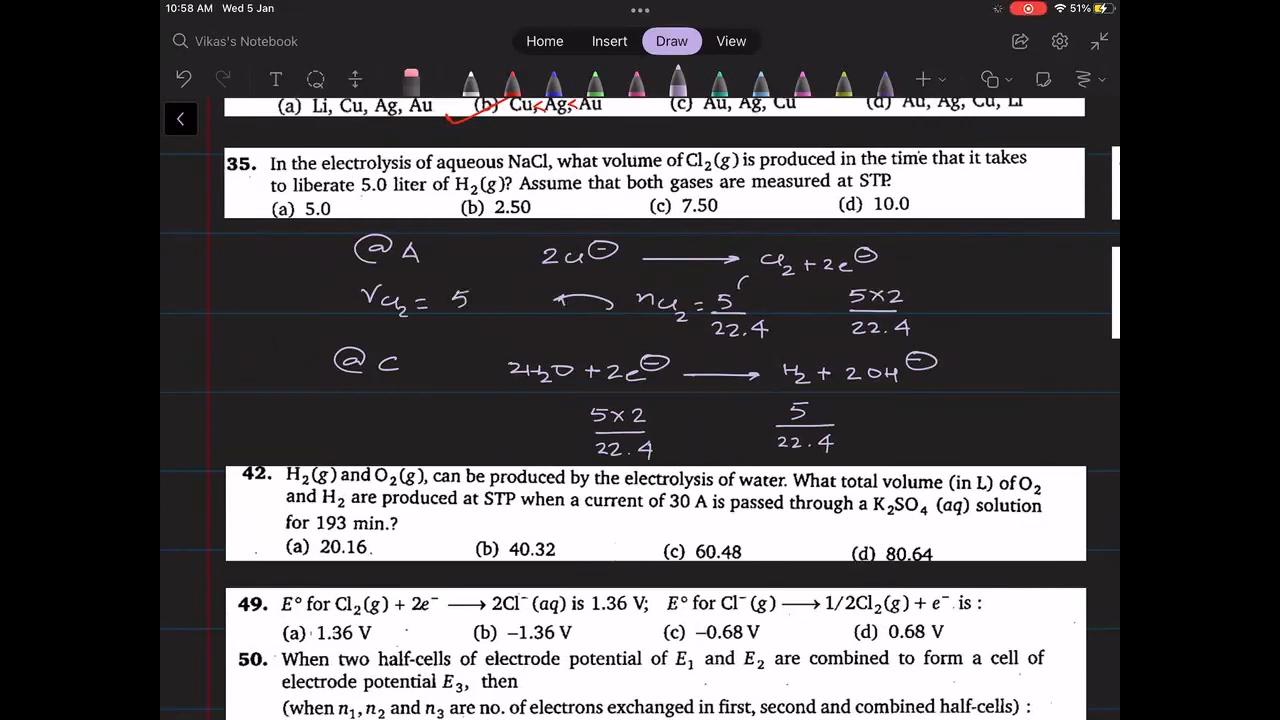 10:58 AM Wed 5 Jan
51%
Vikas's Notebook
Home Insert Draw View
(a) Li, Cu, Ag, Au (b) Cu<Ag<Au (c) Au, Ag, Cu (d) Au, Ag, Cu, Li
35. In the electrolysis of aqueous NaCl, what volume of Cl₂(g) is produced in the time that it takes
to liberate 5.0 liter of H₂(g)? Assume that both gases are measured at STP.
(a) 5.0 (b) 2.50 (c) 7.50 (d) 10.0
@ A 2Cl⊖ ⟶ Cl₂ + 2e⊖
VCl₂ = 5 ← nCl₂ = 5/22.4 5×2/22.4
@ C 2H₂O + 2e⊖ ⟶ H₂ + 2OH⊖
5×2/22.4 5/22.4
42. H₂(g) and O₂(g), can be produced by the electrolysis of water. What total volume (in L) of O₂
and H₂ are produced at STP when a current of 30 A is passed through a K₂SO₄ (aq) solution
for 193 min.?
(a) 20.16 (b) 40.32 (c) 60.48 (d) 80.64
49. E° for Cl₂(g) + 2e⁻ ⟶ 2Cl⁻(aq) is 1.36 V; E° for Cl⁻(g) ⟶ 1/2Cl₂(g) + e⁻ is :
(a) 1.36 V (b) −1.36 V (c) −0.68 V (d) 0.68 V
50. When two half-cells of electrode potential of E₁ and E₂ are combined to form a cell of
electrode potential E₃, then
(when n₁, n₂ and n₃ are no. of electrons exchanged in first, second and combined half-cells) :